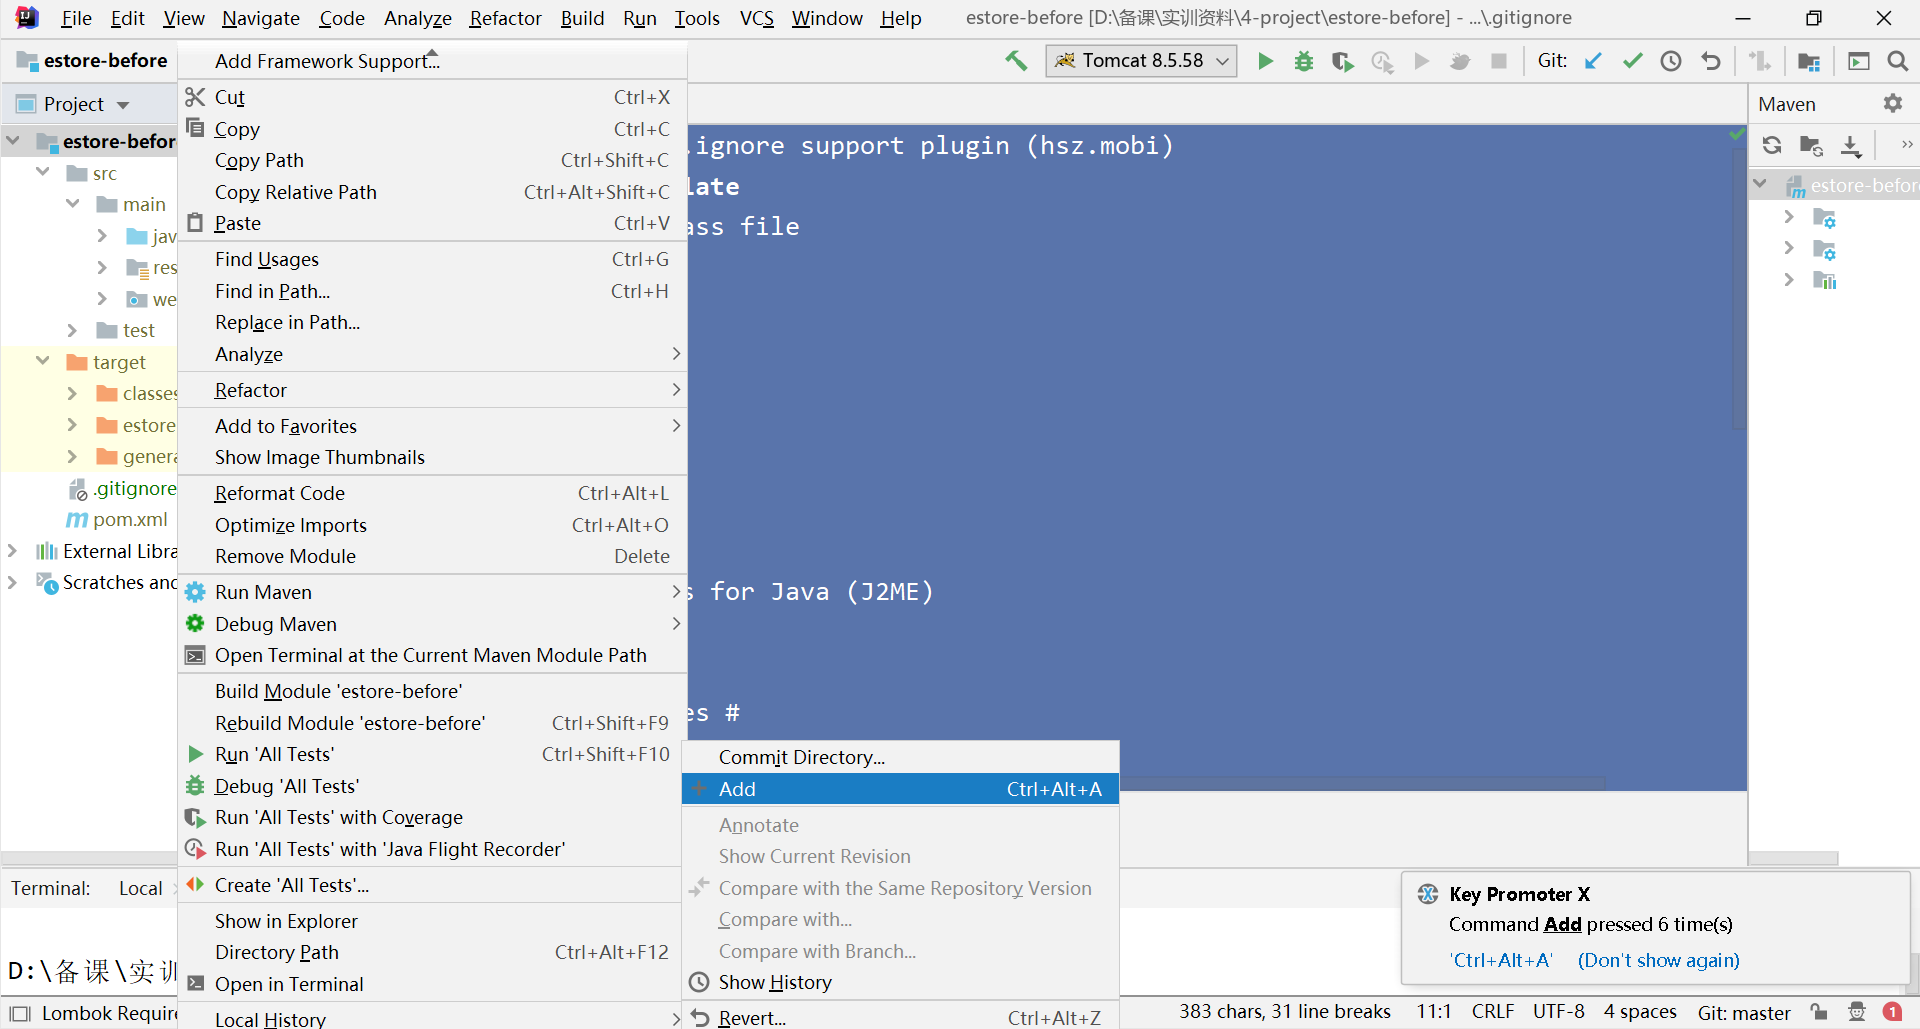 File Edit View Navigate Code Analyze Refactor Build Run Tools VCS Window Help estore-before [D:\备课\实训资料\4-project\estore-before] - ...\.gitignore
estore-before
Tomcat 8.5.58
Git:
Project
Maven
estore-befor
src
main
jav
res
we
test
target
classes
estore
genera
.gitignore
pom.xml
External Libra
Scratches and
Add Framework Support...
Cut Ctrl+X
Copy Ctrl+C
Copy Path Ctrl+Shift+C
Copy Relative Path Ctrl+Alt+Shift+C
Paste Ctrl+V
Find Usages Ctrl+G
Find in Path... Ctrl+H
Replace in Path...
Analyze
Refactor
Add to Favorites
Show Image Thumbnails
Reformat Code Ctrl+Alt+L
Optimize Imports Ctrl+Alt+O
Remove Module Delete
Run Maven
Debug Maven
Open Terminal at the Current Maven Module Path
Build Module 'estore-before'
Rebuild Module 'estore-before' Ctrl+Shift+F9
Run 'All Tests' Ctrl+Shift+F10
Debug 'All Tests'
Run 'All Tests' with Coverage
Run 'All Tests' with 'Java Flight Recorder'
Create 'All Tests'...
Show in Explorer
Directory Path Ctrl+Alt+F12
Open in Terminal
Local History
.ignore support plugin (hsz.mobi)
late
ass file
s for Java (J2ME)
es #
Commit Directory...
Add Ctrl+Alt+A
Annotate
Show Current Revision
Compare with the Same Repository Version
Compare with...
Compare with Branch...
Show History
Revert... Ctrl+Alt+Z
estore-befor
Terminal: Local
D:\备课\实训
Key Promoter X
Command Add pressed 6 time(s)
'Ctrl+Alt+A' (Don't show again)
Lombok Require
383 chars, 31 line breaks 11:1 CRLF UTF-8 4 spaces Git: master 1